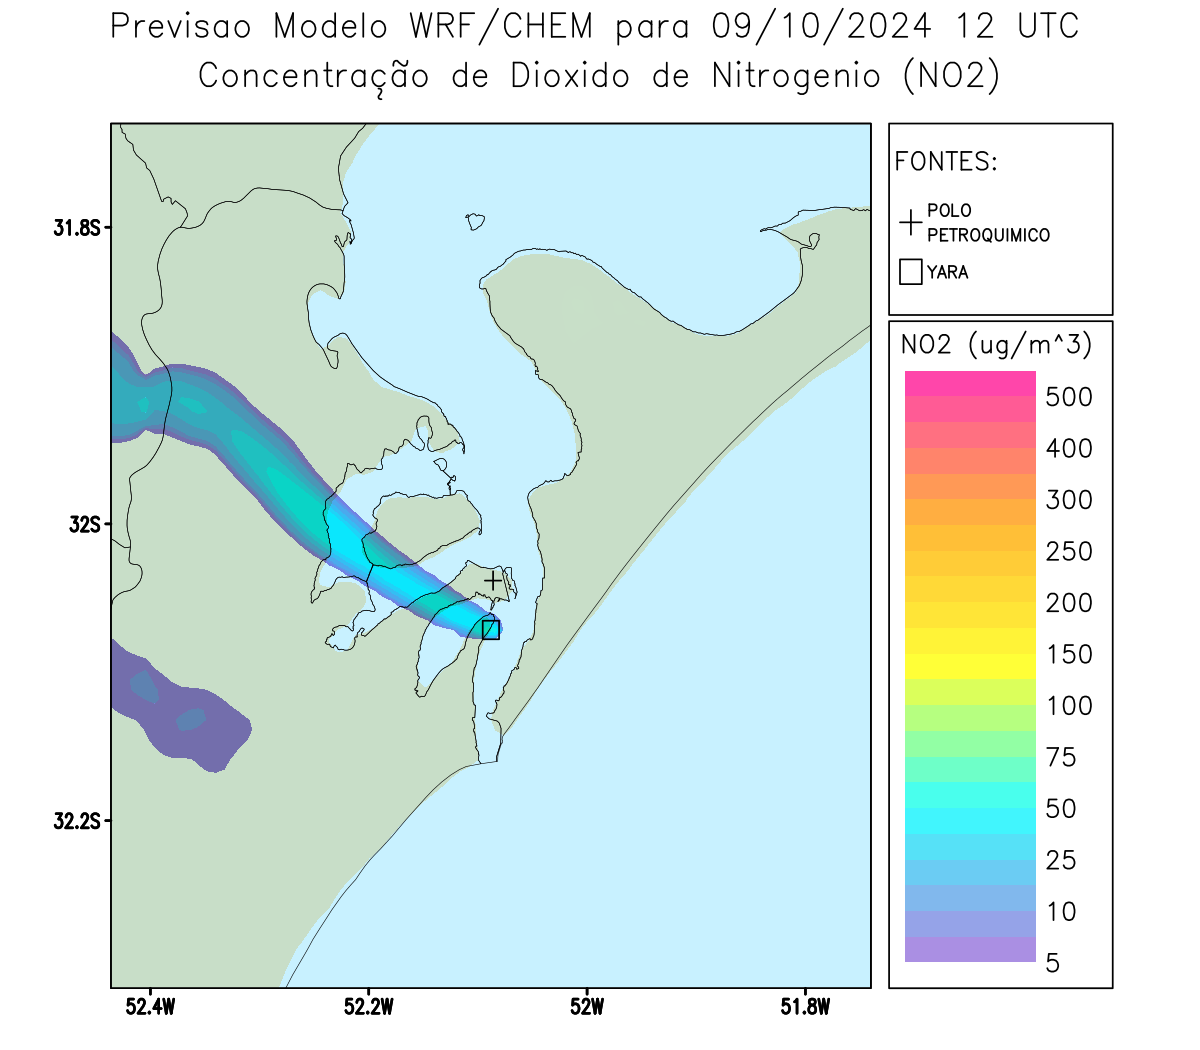 Previsao Modelo WRF/CHEM para 09/10/2024 12 UTC
Concentração de Dioxido de Nitrogenio (NO2)
FONTES:
POLO
PETROQUIMICO
YARA
NO2 (ug/m^3)
500
400
300
250
200
150
100
75
50
25
10
5
31.8S
32S
32.2S
52.4W
52.2W
52W
51.8W